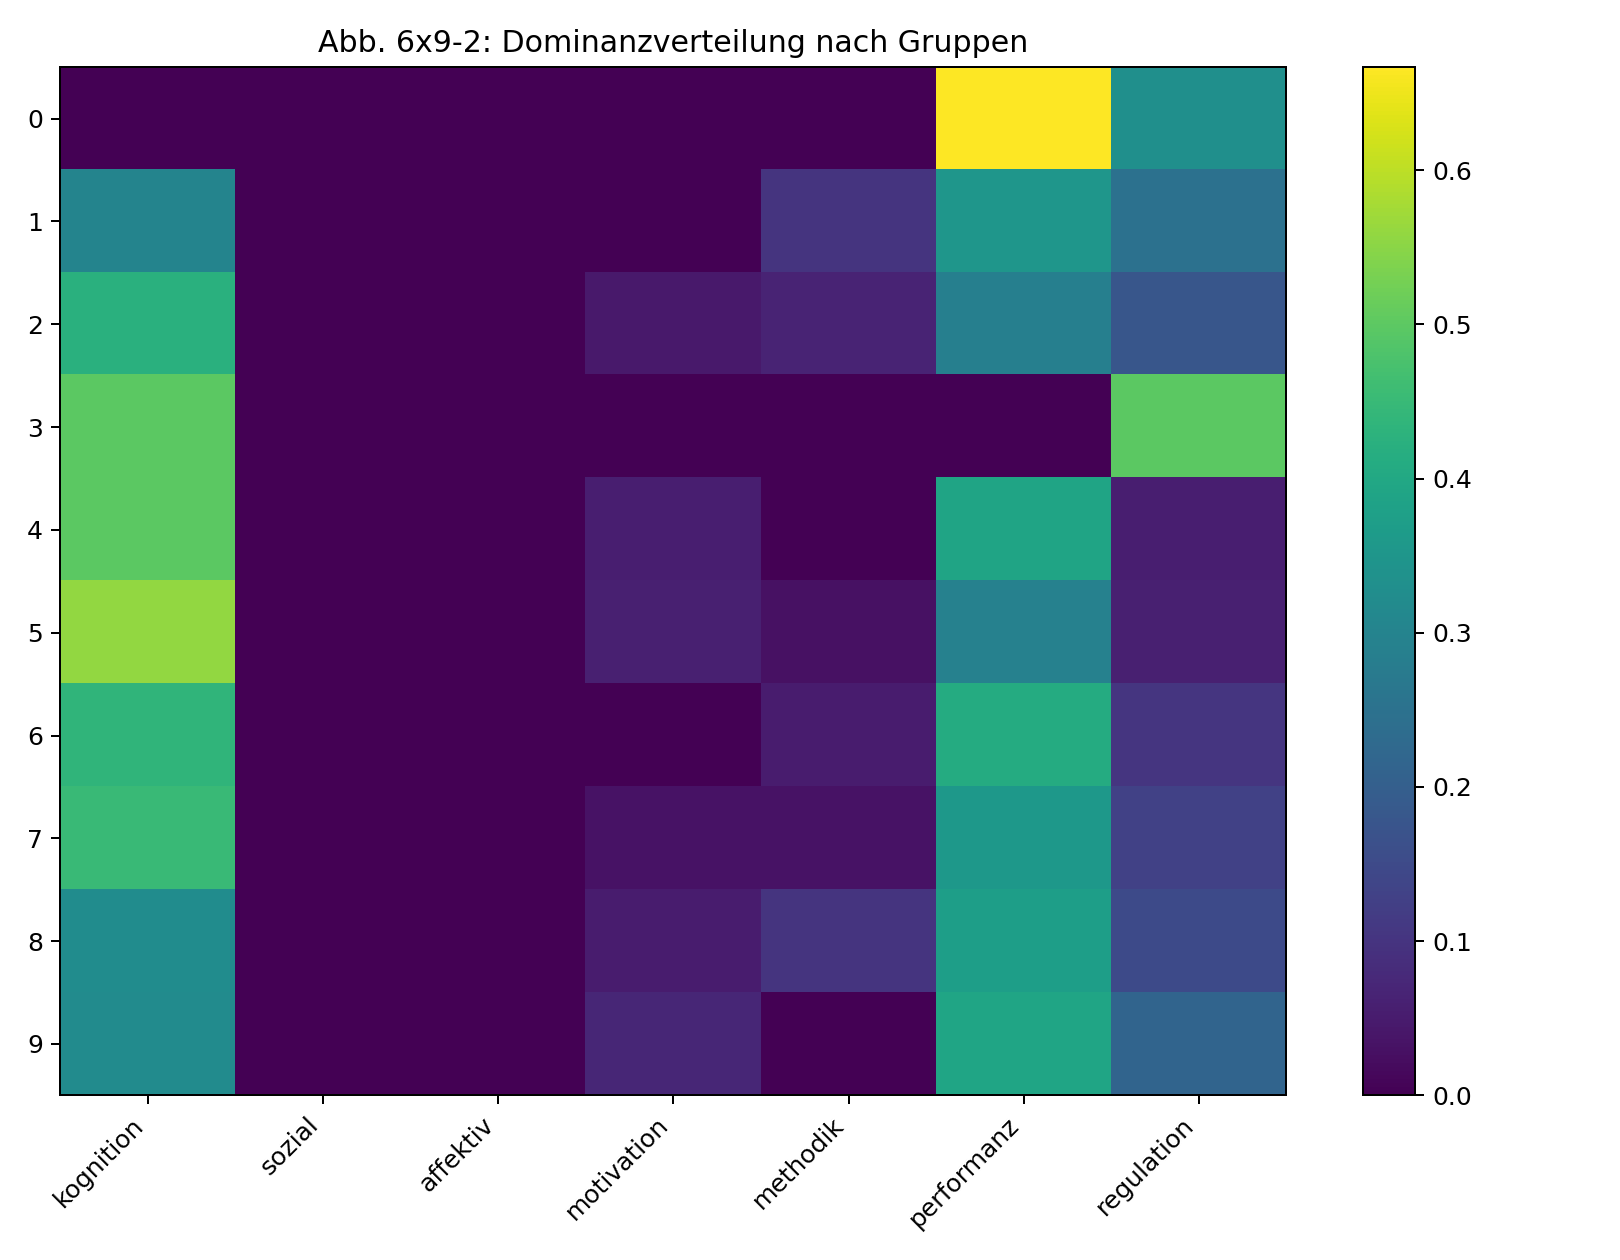 Abb. 6x9-2: Dominanzverteilung nach Gruppen
0
1
2
3
4
5
6
7
8
9
kognition
sozial
affektiv
motivation
methodik
performanz
regulation
0.6
0.5
0.4
0.3
0.2
0.1
0.0